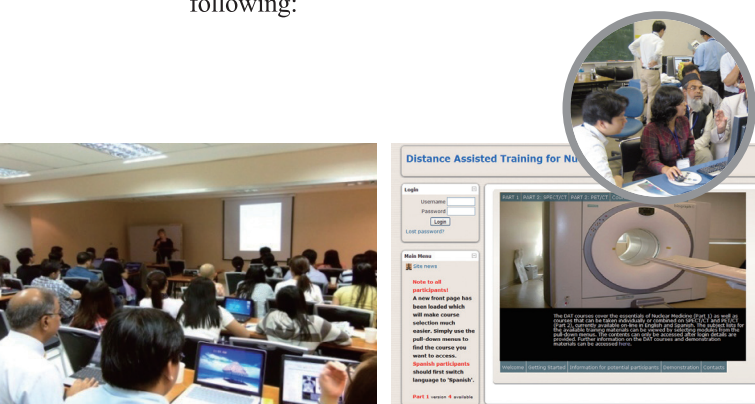 following:
Distance Assisted Training for Nu
Login
Username
Password
Login
Lost password?
Main Menu
Site news
Note to all
participants!
A new front page has
been loaded which
will make course
selection much
easier. Simply use the
pull-down menus to
find the course you
want to access.
Spanish participants
should first switch
language to 'Spanish'.
Part 1 version 4 available
PART 1 PART 2: SPECT/CT PART 2: PET/CT
The DAT courses cover the essentials of Nuclear Medicine (Part 1) as well as
courses that can be taken individually or combined on SPECT/CT and PET/CT
(Part 2), currently available on-line in English and Spanish. The subject lists for
the available training materials can be viewed by selecting modules from the
pull-down menus. The contents can only be accessed after login details are
provided. Further information on the DAT courses and demonstration
materials can be accessed here.
Welcome Getting Started Information for potential participants Demonstration Contacts